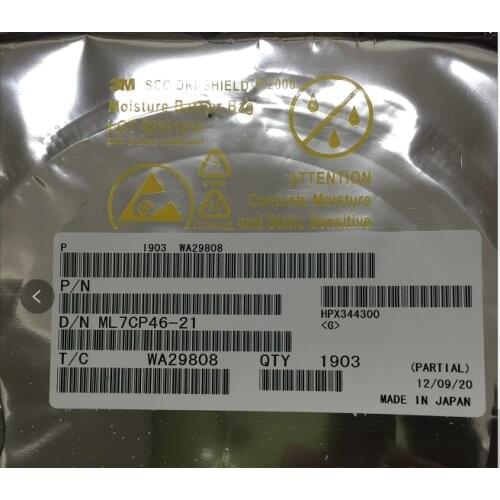 3M SCC DRI-SHIELD 2000
Moisture Barrier Bag
ATTENTION
Contents Moisture
and Static Sensitive
P 1903 WA29808
P/N
HPX344300
<G>
D/N ML7CP46-21
T/C WA29808 QTY 1903
(PARTIAL)
12/09/20
MADE IN JAPAN